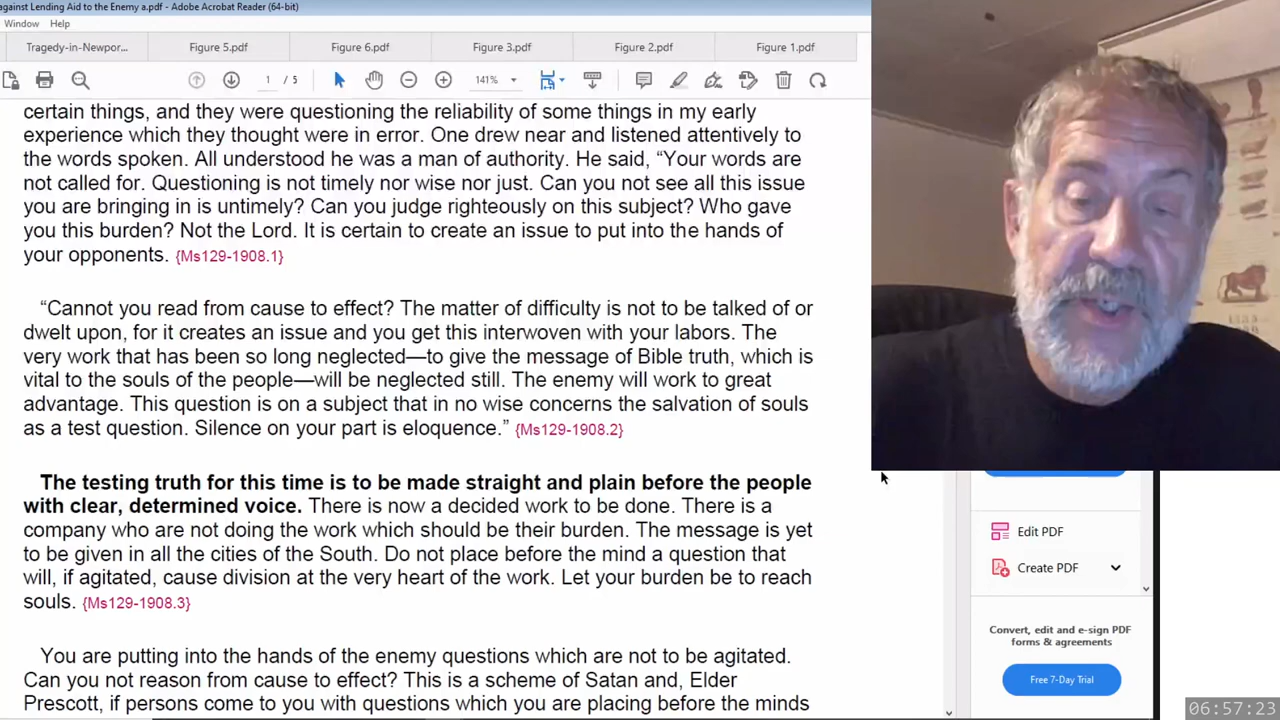 against Lending Aid to the Enemy a.pdf - Adobe Acrobat Reader (64-bit)
Window Help
Tragedy-in-Newpor... Figure 5.pdf Figure 6.pdf Figure 3.pdf Figure 2.pdf Figure 1.pdf
1 / 5 141%
certain things, and they were questioning the reliability of some things in my early
experience which they thought were in error. One drew near and listened attentively to
the words spoken. All understood he was a man of authority. He said, “Your words are
not called for. Questioning is not timely nor wise nor just. Can you not see all this issue
you are bringing in is untimely? Can you judge righteously on this subject? Who gave
you this burden? Not the Lord. It is certain to create an issue to put into the hands of
your opponents. {Ms129-1908.1}
“Cannot you read from cause to effect? The matter of difficulty is not to be talked of or
dwelt upon, for it creates an issue and you get this interwoven with your labors. The
very work that has been so long neglected—to give the message of Bible truth, which is
vital to the souls of the people—will be neglected still. The enemy will work to great
advantage. This question is on a subject that in no wise concerns the salvation of souls
as a test question. Silence on your part is eloquence.” {Ms129-1908.2}
The testing truth for this time is to be made straight and plain before the people
with clear, determined voice. There is now a decided work to be done. There is a
company who are not doing the work which should be their burden. The message is yet
to be given in all the cities of the South. Do not place before the mind a question that
will, if agitated, cause division at the very heart of the work. Let your burden be to reach
souls. {Ms129-1908.3}
You are putting into the hands of the enemy questions which are not to be agitated.
Can you not reason from cause to effect? This is a scheme of Satan and, Elder
Prescott, if persons come to you with questions which you are placing before the minds
Edit PDF
Create PDF
Convert, edit and e-sign PDF
forms & agreements
Free 7-Day Trial
06:57:23